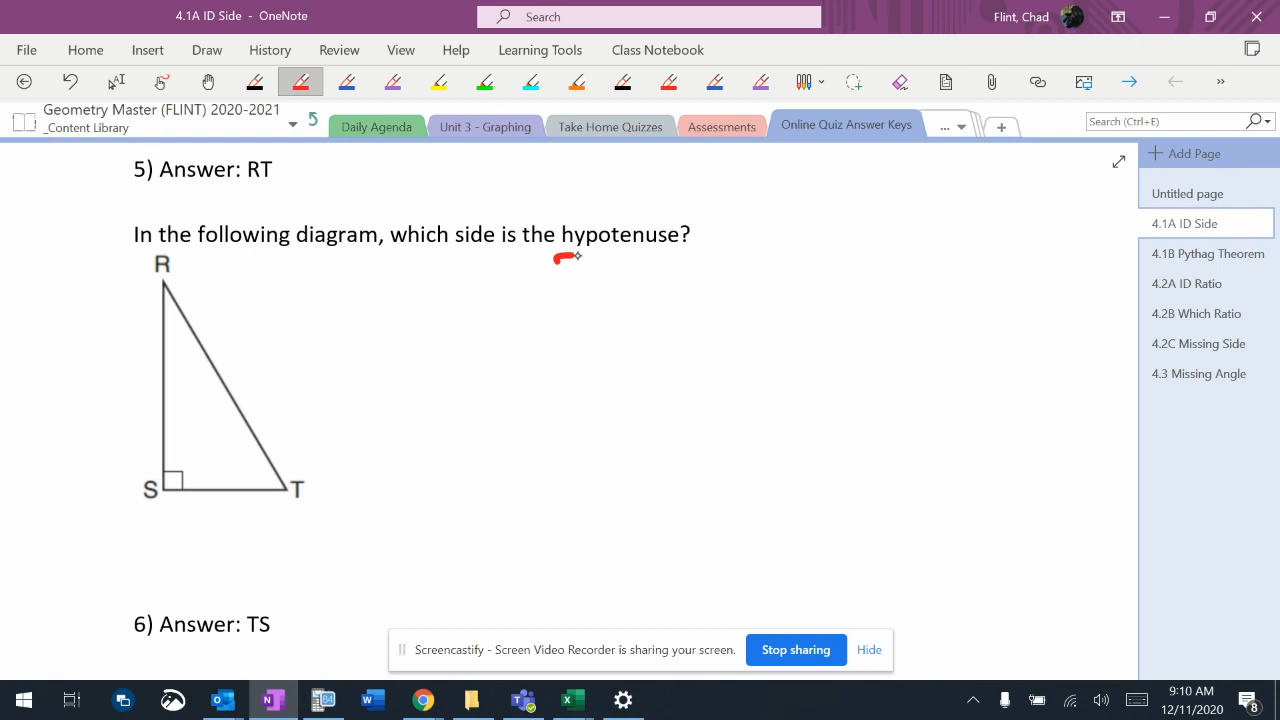 4.1A ID Side - OneNote
Search
Flint, Chad
File Home Insert Draw History Review View Help Learning Tools Class Notebook
Geometry Master (FLINT) 2020-2021
_Content Library
Daily Agenda
Unit 3 - Graphing
Take Home Quizzes
Assessments
Online Quiz Answer Keys
...
Search (Ctrl+E)
Add Page
Untitled page
4.1A ID Side
4.1B Pythag Theorem
4.2A ID Ratio
4.2B Which Ratio
4.2C Missing Side
4.3 Missing Angle
5) Answer: RT
In the following diagram, which side is the hypotenuse?
R
S
T
6) Answer: TS
Screencastify - Screen Video Recorder is sharing your screen.
Stop sharing
Hide
84
9:10 AM
12/11/2020
8